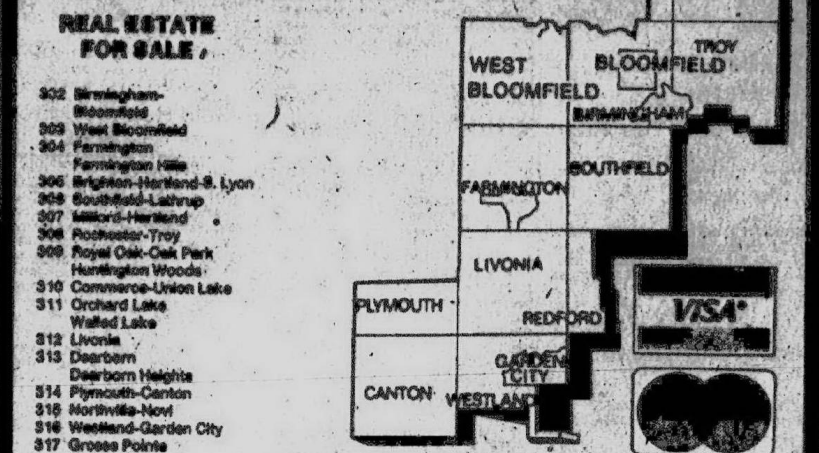 REAL ESTATE
FOR SALE
302 Birmingham-
Bloomfield
303 West Bloomfield
304 Farmington
Farmington Hills
305 Brighton-Hartland-S. Lyon
306 Southfield-Lathrup
307 Milford-Hartland
308 Rochester-Troy
309 Royal Oak-Oak Park
Huntington Woods
310 Commerce-Union Lake
311 Orchard Lake
Walled Lake
312 Livonia
313 Dearborn
Dearborn Heights
314 Plymouth-Canton
315 Northville-Novi
316 Westland-Garden City
317 Grosse Pointe
TROY
WEST
BLOOMFIELD
BLOOMFIELD
BIRMINGHAM
FARMINGTON
SOUTHFIELD
LIVONIA
PLYMOUTH
REDFORD
GARDEN
CITY
CANTON
WESTLAND
VISA®